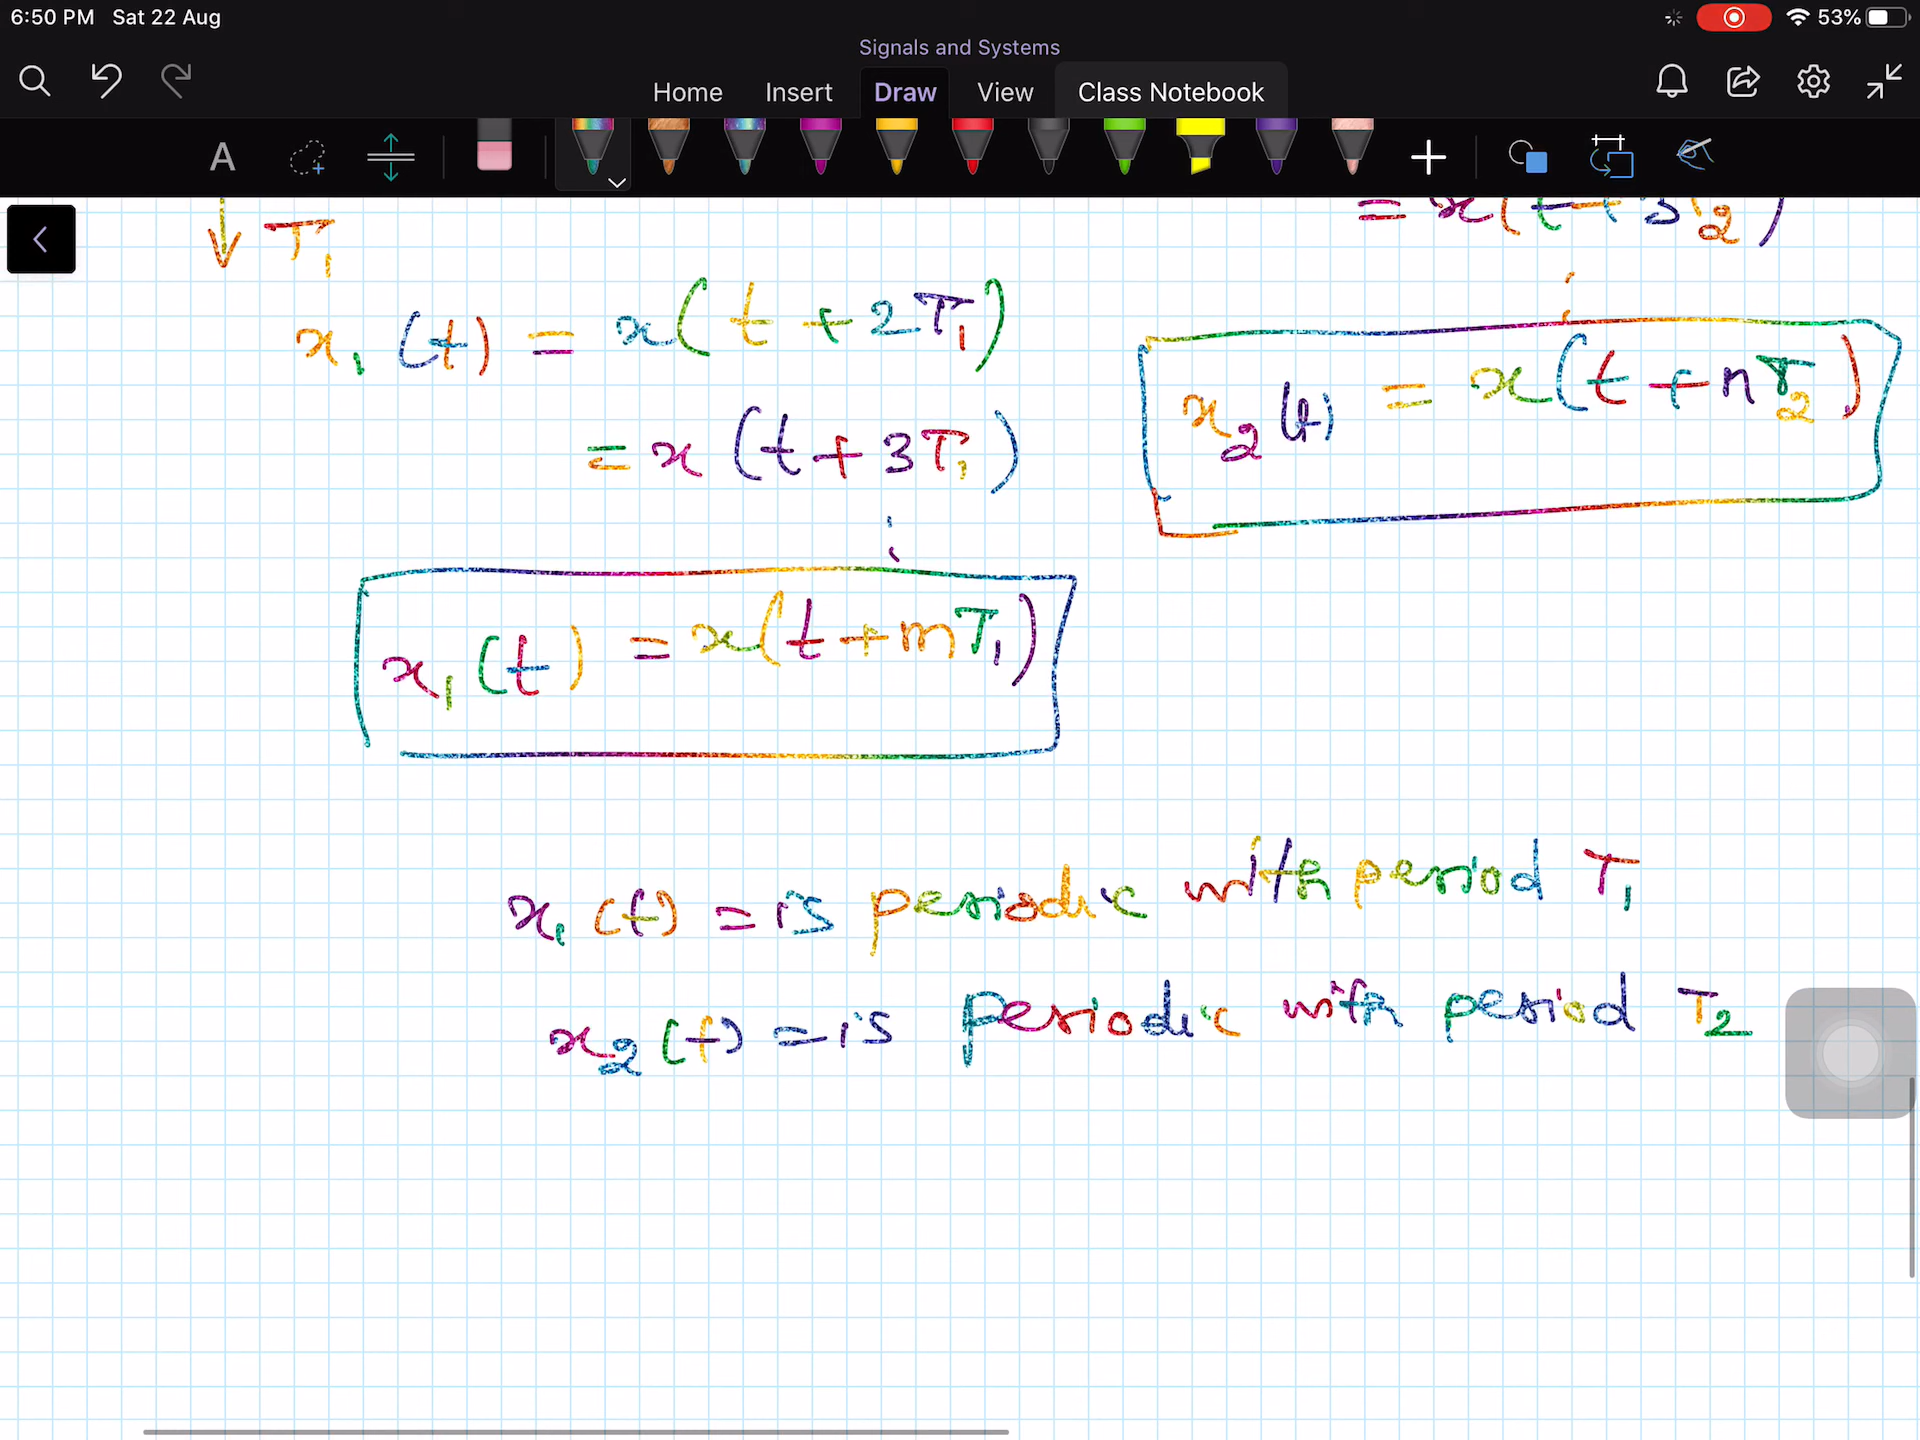 6:50 PM Sat 22 Aug
53%
Signals and Systems
Home Insert Draw View Class Notebook
A
T₁
x₁(t) = x(t + 2T₁)
= x(t + 3T₁)
x₁(t) = x(t + mT₁)
= x(t + 3T₂)
x₂(t) = x(t + nT₂)
x₁(t) = is periodic with period T₁
x₂(t) = is periodic with period T₂